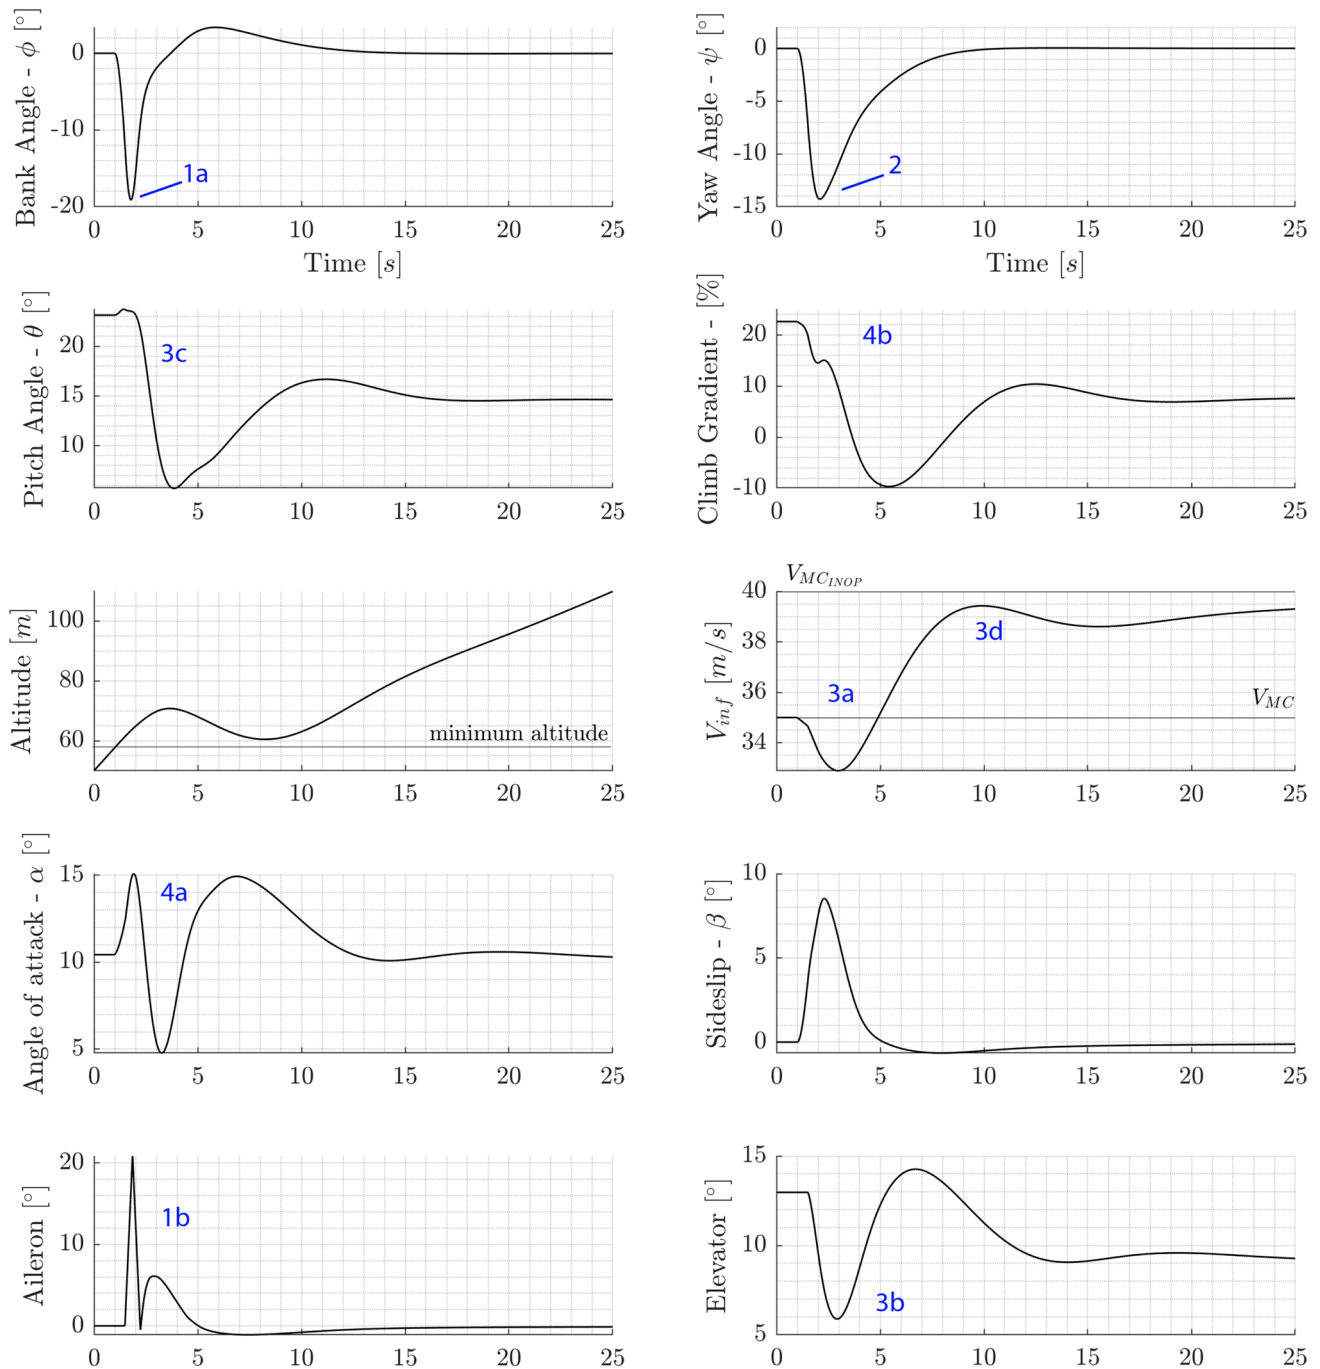 Bank Angle - ϕ [°]
0
-10
-20
1a
0 5 10 15 20 25
Time [s]
Yaw Angle - ψ [°]
0
-5
-10
-15
2
0 5 10 15 20 25
Time [s]
Pitch Angle - θ [°]
20
15
10
3c
0 5 10 15 20 25
Climb Gradient - [%]
20
10
0
-10
4b
0 5 10 15 20 25
Altitude [m]
100
80
60
minimum altitude
0 5 10 15 20 25
V_inf [m/s]
V_MC_INOP
40
38
36
34
3d
3a
V_MC
0 5 10 15 20 25
Angle of attack - α [°]
15
10
5
4a
0 5 10 15 20 25
Sideslip - β [°]
10
5
0
0 5 10 15 20 25
Aileron [°]
20
10
0
1b
0 5 10 15 20 25
Elevator [°]
15
10
5
3b
0 5 10 15 20 25